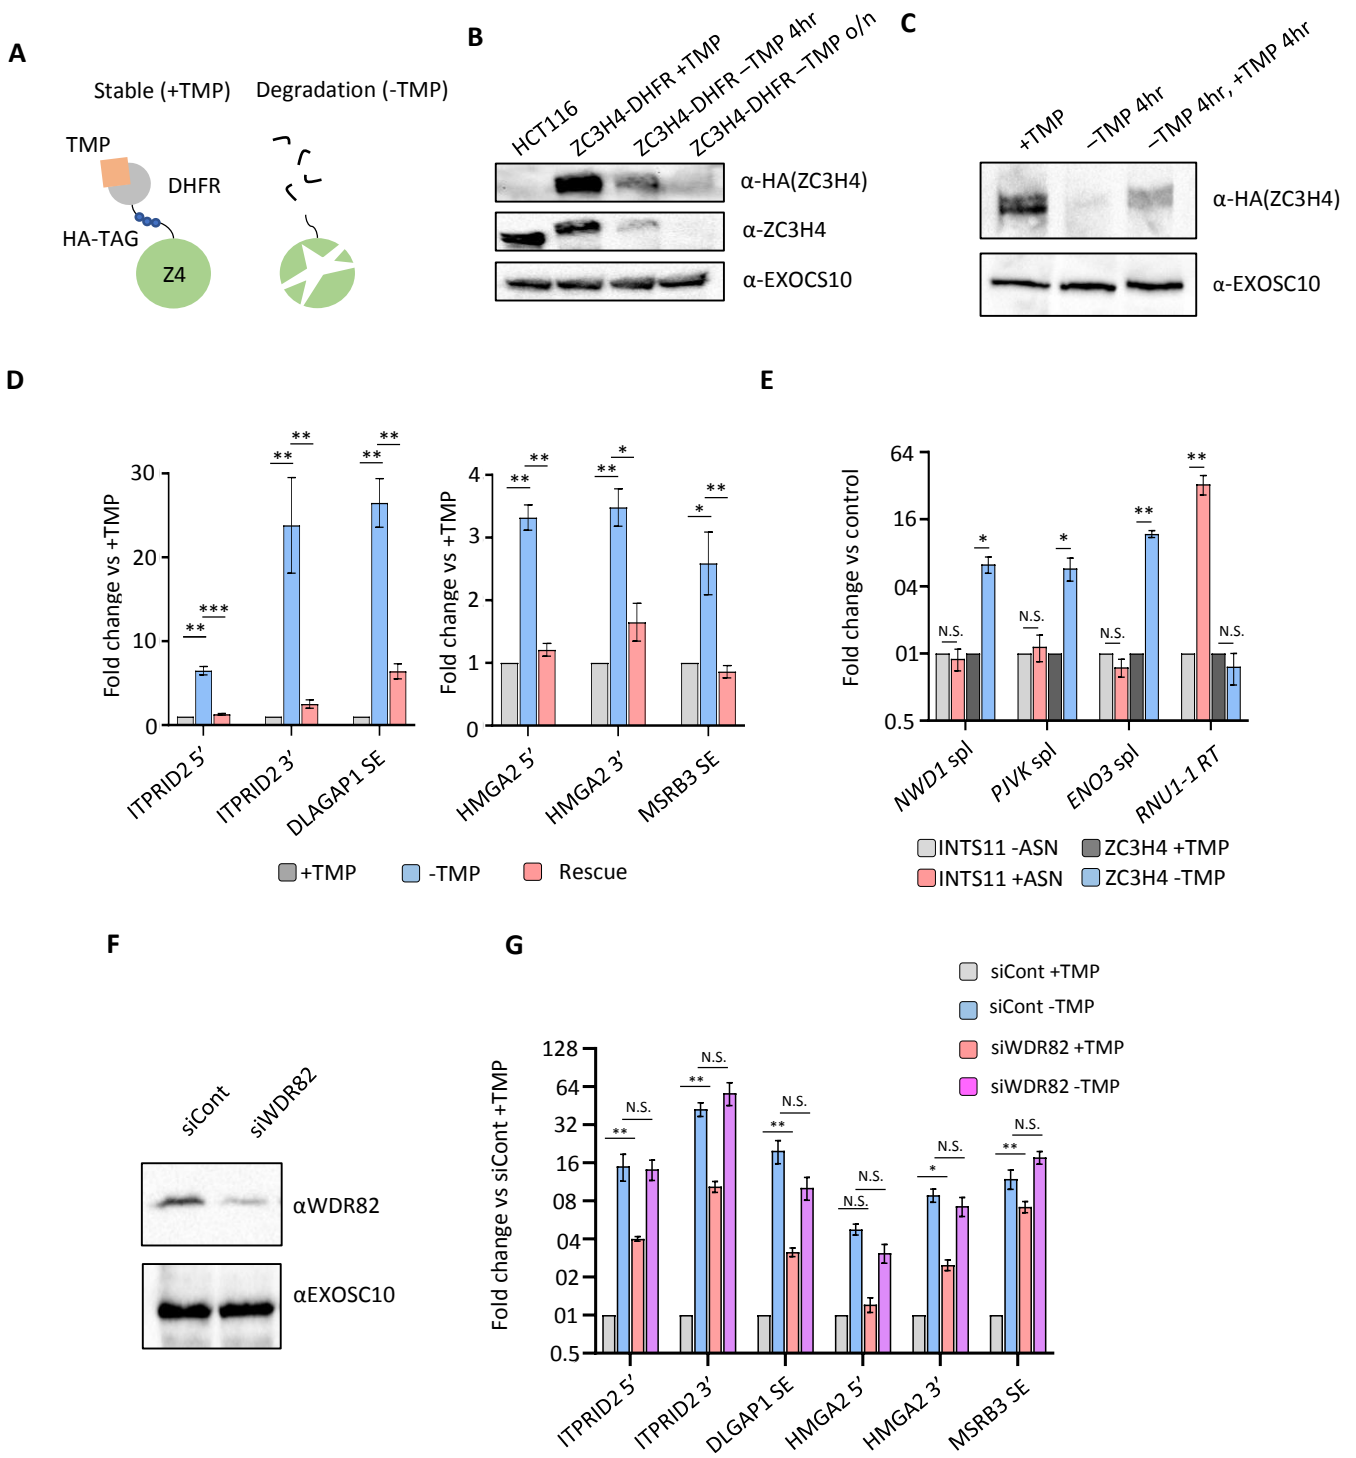 A
Stable (+TMP)
Degradation (-TMP)
TMP
DHFR
HA-TAG
Z4
B
HCT116
ZC3H4-DHFR +TMP
ZC3H4-DHFR –TMP 4hr
ZC3H4-DHFR –TMP o/n
α-HA(ZC3H4)
α-ZC3H4
α-EXOCS10
C
+TMP
–TMP 4hr
–TMP 4hr, +TMP 4hr
α-HA(ZC3H4)
α-EXOSC10
D
Fold change vs +TMP
30
20
10
0
** ***
** **
** **
ITPRID2 5′
ITPRID2 3′
DLAGAP1 SE
Fold change vs +TMP
4
3
2
1
0
** **
** *
* **
HMGA2 5′
HMGA2 3′
MSRB3 SE
+TMP
-TMP
Rescue
E
Fold change vs control
64
16
04
01
0.5
N.S. *
N.S. *
N.S. **
** N.S.
NWD1 spl
PJVK spl
ENO3 spl
RNU1-1 RT
INTS11 -ASN
ZC3H4 +TMP
INTS11 +ASN
ZC3H4 -TMP
F
siCont
siWDR82
αWDR82
αEXOSC10
G
siCont +TMP
siCont -TMP
siWDR82 +TMP
siWDR82 -TMP
Fold change vs siCont +TMP
128
64
32
16
08
04
02
01
0.5
** N.S.
** N.S.
** N.S.
N.S. N.S.
* N.S.
** N.S.
ITPRID2 5′
ITPRID2 3′
DLGAP1 SE
HMGA2 5′
HMGA2 3′
MSRB3 SE